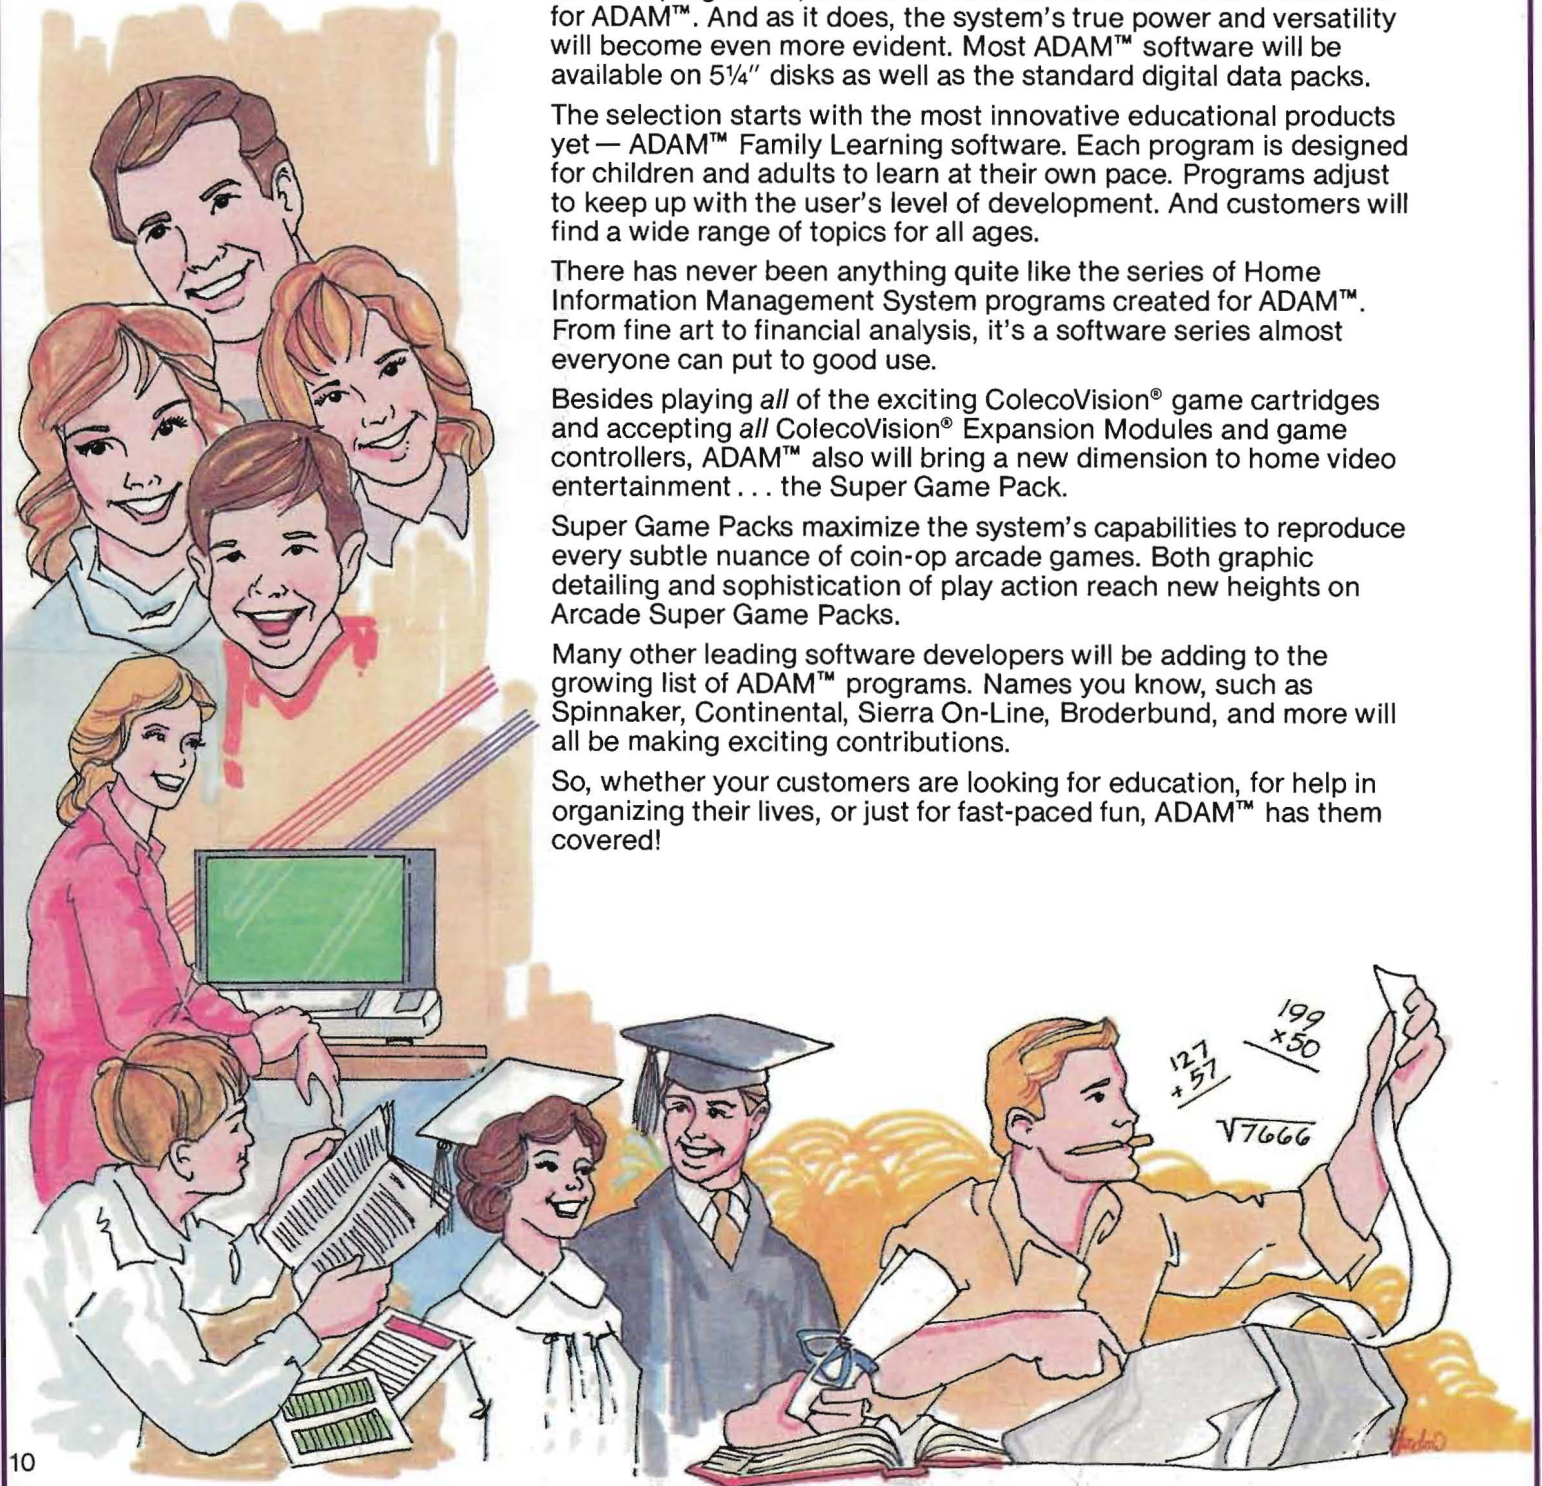 for ADAM™. And as it does, the system's true power and versatility
will become even more evident. Most ADAM™ software will be
available on 5¼" disks as well as the standard digital data packs.
The selection starts with the most innovative educational products
yet — ADAM™ Family Learning software. Each program is designed
for children and adults to learn at their own pace. Programs adjust
to keep up with the user's level of development. And customers will
find a wide range of topics for all ages.
There has never been anything quite like the series of Home
Information Management System programs created for ADAM™.
From fine art to financial analysis, it's a software series almost
everyone can put to good use.
Besides playing all of the exciting ColecoVision® game cartridges
and accepting all ColecoVision® Expansion Modules and game
controllers, ADAM™ also will bring a new dimension to home video
entertainment . . . the Super Game Pack.
Super Game Packs maximize the system's capabilities to reproduce
every subtle nuance of coin-op arcade games. Both graphic
detailing and sophistication of play action reach new heights on
Arcade Super Game Packs.
Many other leading software developers will be adding to the
growing list of ADAM™ programs. Names you know, such as
Spinnaker, Continental, Sierra On-Line, Broderbund, and more will
all be making exciting contributions.
So, whether your customers are looking for education, for help in
organizing their lives, or just for fast-paced fun, ADAM™ has them
covered!
127
+ 57
199
x 50
√7666
10